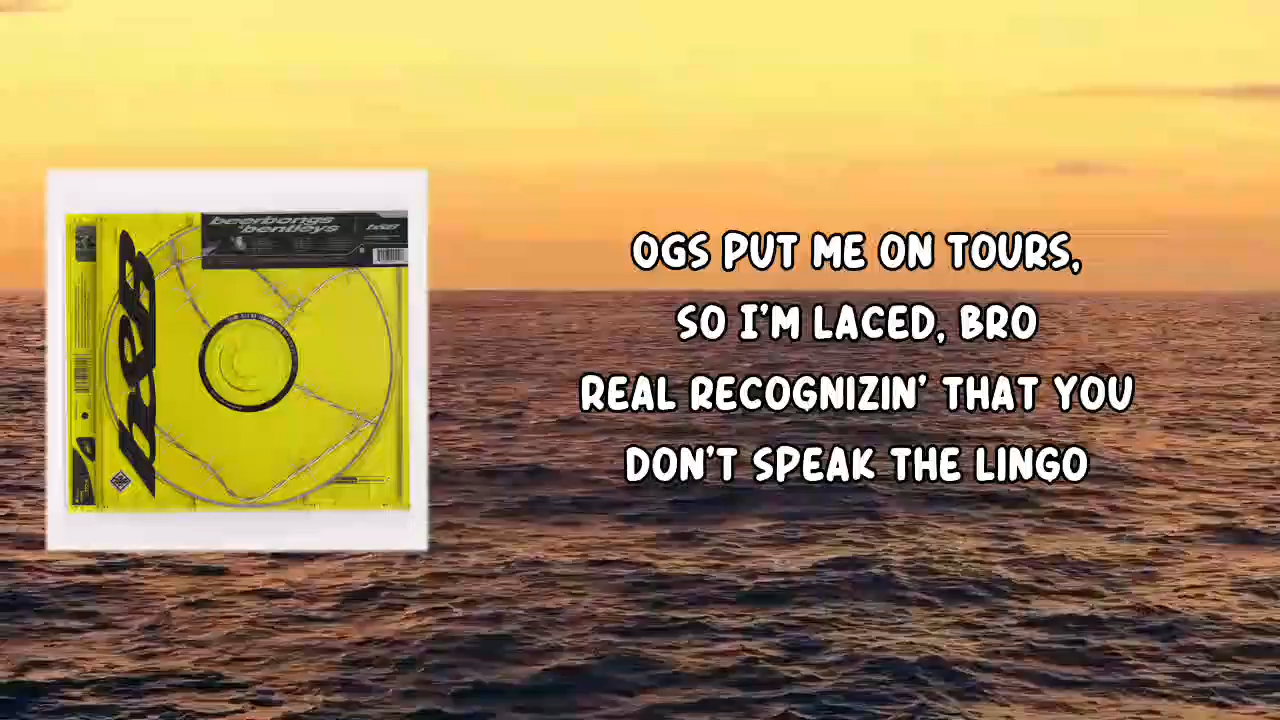 beerbongs
bentleys
OGS PUT ME ON TOURS,
SO I'M LACED, BRO
REAL RECOGNIZIN' THAT YOU
DON'T SPEAK THE LINGO